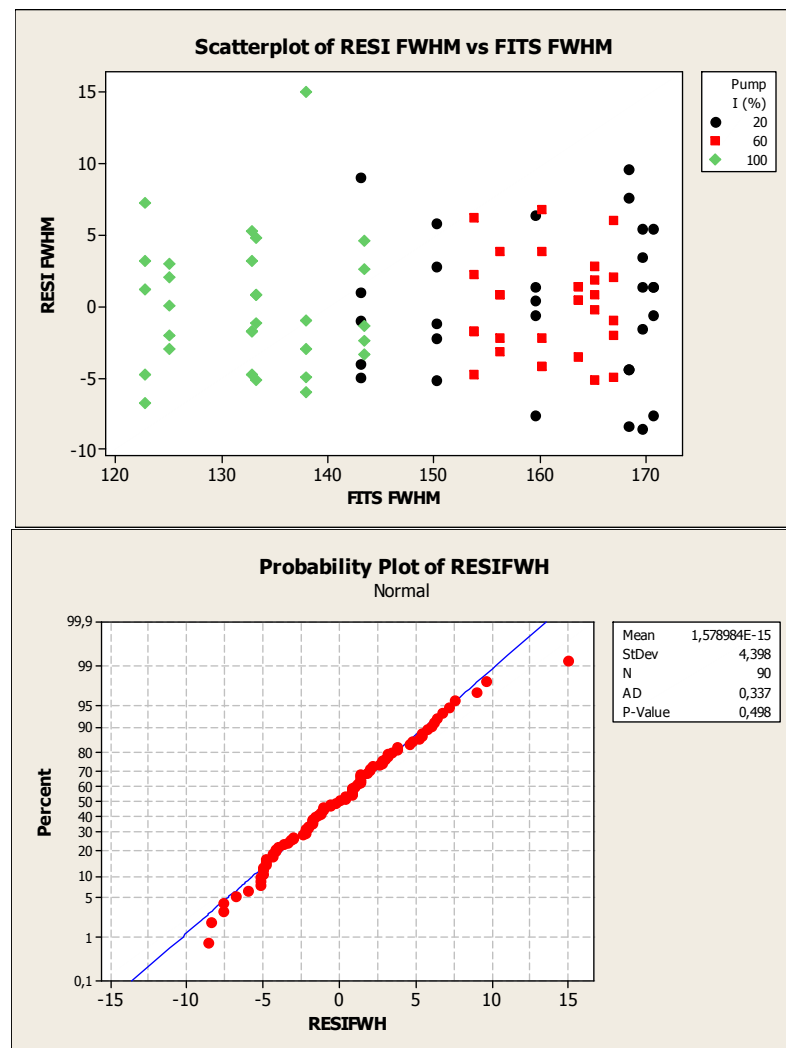 Scatterplot of RESI FWHM vs FITS FWHM
Pump
I (%)
20
60
100
15
10
5
0
-5
-10
RESI FWHM
120
130
140
150
160
170
FITS FWHM
Probability Plot of RESIFWH
Normal
99,9
99
95
90
80
70
60
50
40
30
20
10
5
1
0,1
Percent
-15
-10
-5
0
5
10
15
RESIFWH
Mean 1,578984E-15
StDev 4,398
N 90
AD 0,337
P-Value 0,498